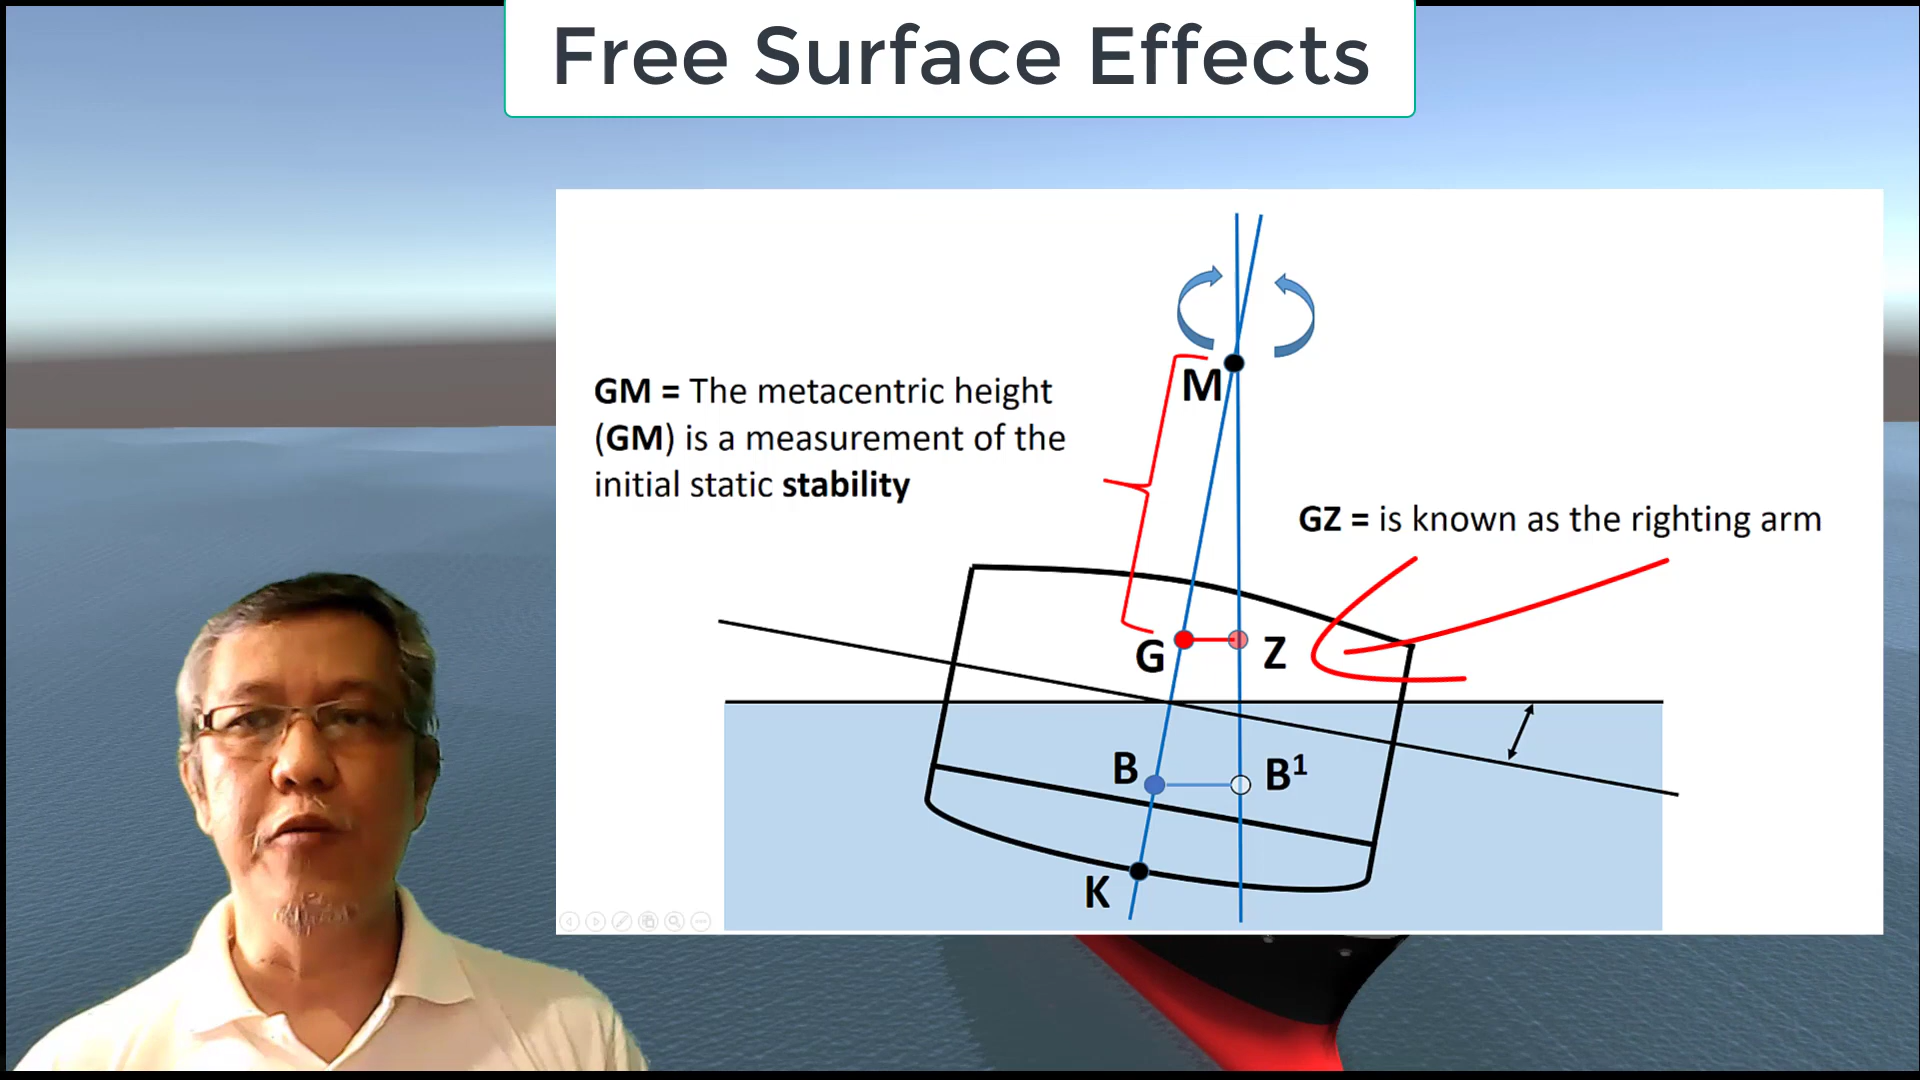 Free Surface Effects
M
GM = The metacentric height
(GM) is a measurement of the
initial static stability
GZ = is known as the righting arm
G
Z
B
B¹
K